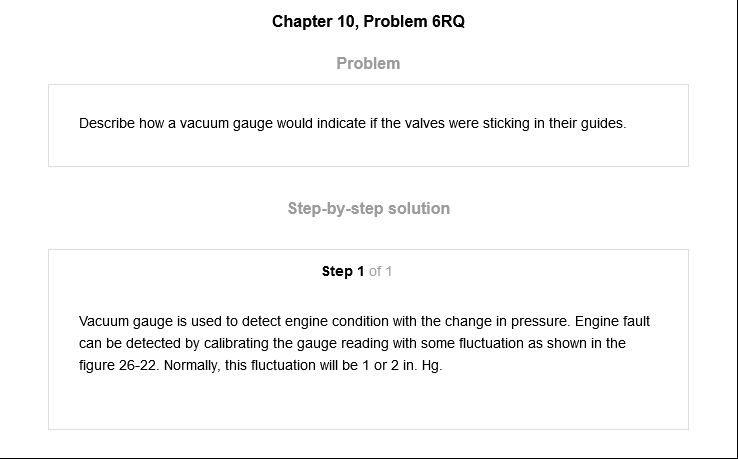 Chapter 10, Problem 6RQ
Problem
Describe how a vacuum gauge would indicate if the valves were sticking in their guides.
Step-by-step solution
Step 1 of 1
Vacuum gauge is used to detect engine condition with the change in pressure. Engine fault
can be detected by calibrating the gauge reading with some fluctuation as shown in the
figure 26-22. Normally, this fluctuation will be 1 or 2 in. Hg.